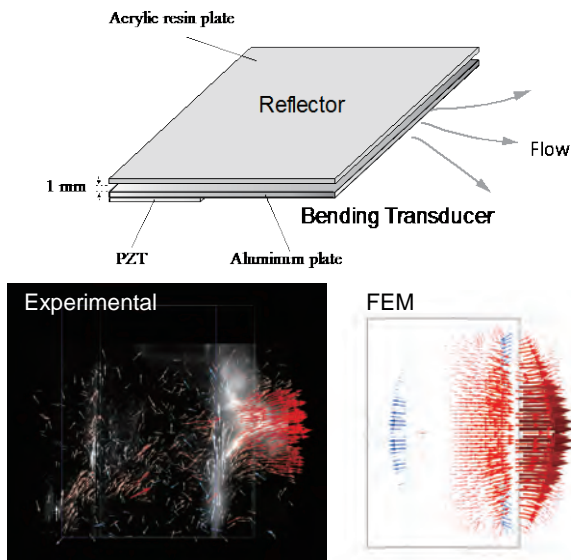 Acrylic resin plate
Reflector
1 mm
Flow
Bending Transducer
PZT
Aluminum plate
Experimental
FEM